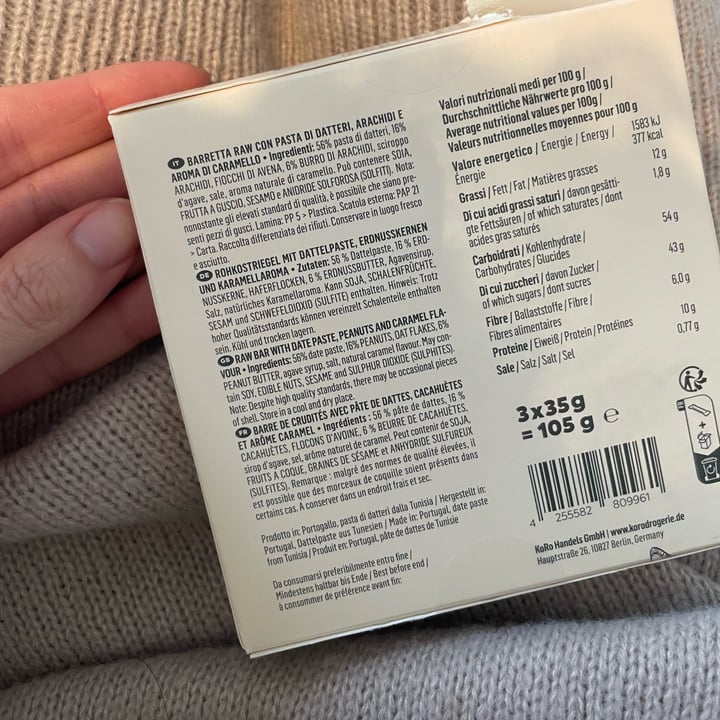 IT BARRETTA RAW CON PASTA DI DATTERI, ARACHIDI E
AROMA DI CARAMELLO • Ingredienti: 56% pasta di datteri, 16%
ARACHIDI, FIOCCHI DI AVENA, 6% BURRO DI ARACHIDI, sciroppo
d'agave, sale, aroma naturale di caramello. Può contenere SOIA,
FRUTTA A GUSCIO, SESAMO e ANIDRIDE SOLFOROSA (SOLFITI). Nota:
nonostante gli elevati standard di qualità, è possibile che siano pre-
senti pezzi di gusci. Lamina: PP 5 > Plastica. Scatola esterna: PAP 21
> Carta. Raccolta differenziata dei rifiuti. Conservare in luogo fresco
e asciutto.
DE ROHKOSTRIEGEL MIT DATTELPASTE, ERDNUSSKERNEN
UND KARAMELLAROMA • Zutaten: 56 % Dattelpaste, 16 % ERD-
NUSSKERNE, HAFERFLOCKEN, 6 % ERDNUSSBUTTER, Agavensirup,
Salz, natürliches Karamellaroma. Kann SOJA, SCHALENFRÜCHTE,
SESAM und SCHWEFELDIOXID (SULFITE) enthalten. Hinweis: Trotz
hoher Qualitätsstandards können vereinzelt Schalenteile enthalten
sein. Kühl und trocken lagern.
GB RAW BAR WITH DATE PASTE, PEANUTS AND CARAMEL FLA-
VOUR • Ingredients: 56% date paste, 16% PEANUTS, OAT FLAKES, 6%
PEANUT BUTTER, agave syrup, salt, natural caramel flavour. May con-
tain SOY, EDIBLE NUTS, SESAME and SULPHUR DIOXIDE (SULPHITES).
Note: Despite high quality standards, there may be occasional pieces
of shell. Store in a cool and dry place.
FR BARRE DE CRUDITÉS AVEC PÂTE DE DATTES, CACAHUÈTES
ET ARÔME CARAMEL • Ingrédients : 56 % pâte de dattes, 16 %
CACAHUÈTES, FLOCONS D'AVOINE, 6 % BEURRE DE CACAHUÈTES,
sirop d'agave, sel, arôme naturel de caramel. Peut contenir de SOJA,
FRUITS A COQUE, GRAINES DE SÉSAME et ANHYDRIDE SULFUREUX
(SULFITES). Remarque : malgré des normes de qualité élevées, il
est possible que des morceaux de coquille soient présents dans
certains cas. A conserver dans un endroit frais et sec.
Prodotto in: Portogallo, pasta di datteri dalla Tunisia / Hergestellt in:
Portugal, Dattelpaste aus Tunesien / Made in: Portugal, date paste
from Tunisia / Produit en: Portugal, pâte de dattes de Tunisie
Da consumarsi preferibilmente entro fine /
Mindestens haltbar bis Ende / Best before end /
à consommer de préférence avant fin:
Valori nutrizionali medi per 100 g /
Durchschnittliche Nährwerte pro 100 g /
Average nutritional values per 100g /
Valeurs nutritionnelles moyennes pour 100 g
Valore energetico / Energie / Energy / 1583 kJ
Énergie 377 kcal
Grassi / Fett / Fat / Matières grasses 12 g
Di cui acidi grassi saturi / davon gesätti- 1,8 g
gte Fettsäuren / of which saturates / dont
acides gras saturés
Carboidrati / Kohlenhydrate / 54 g
Carbohydrates / Glucides
Di cui zuccheri / davon Zucker / 43 g
of which sugars / dont sucres
Fibre / Ballaststoffe / Fibre / 6,0 g
Fibres alimentaires
Proteine / Eiweiß / Protein / Protéines 10 g
Sale / Salz / Salt / Sel 0,77 g
3x35g
= 105 g e
4 255582 809961
KoRo Handels GmbH | www.korodrogerie.de
Hauptstraße 26, 10827 Berlin, Germany